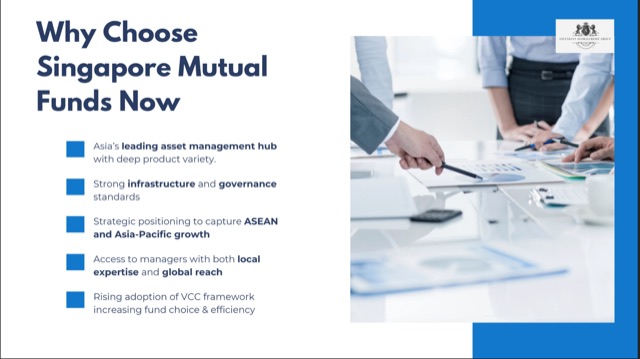 Why Choose
Singapore Mutual
Funds Now
Asia's leading asset management hub
with deep product variety.
Strong infrastructure and governance
standards
Strategic positioning to capture ASEAN
and Asia-Pacific growth
Access to managers with both local
expertise and global reach
Rising adoption of VCC framework
increasing fund choice & efficiency